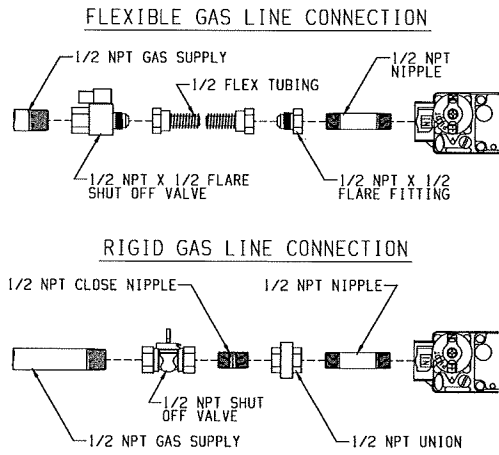 FLEXIBLE GAS LINE CONNECTION
1/2 NPT GAS SUPPLY
1/2 FLEX TUBING
1/2 NPT
NIPPLE
1/2 NPT X 1/2 FLARE
SHUT OFF VALVE
1/2 NPT X 1/2
FLARE FITTING
RIGID GAS LINE CONNECTION
1/2 NPT CLOSE NIPPLE
1/2 NPT NIPPLE
1/2 NPT SHUT
OFF VALVE
1/2 NPT GAS SUPPLY
1/2 NPT UNION